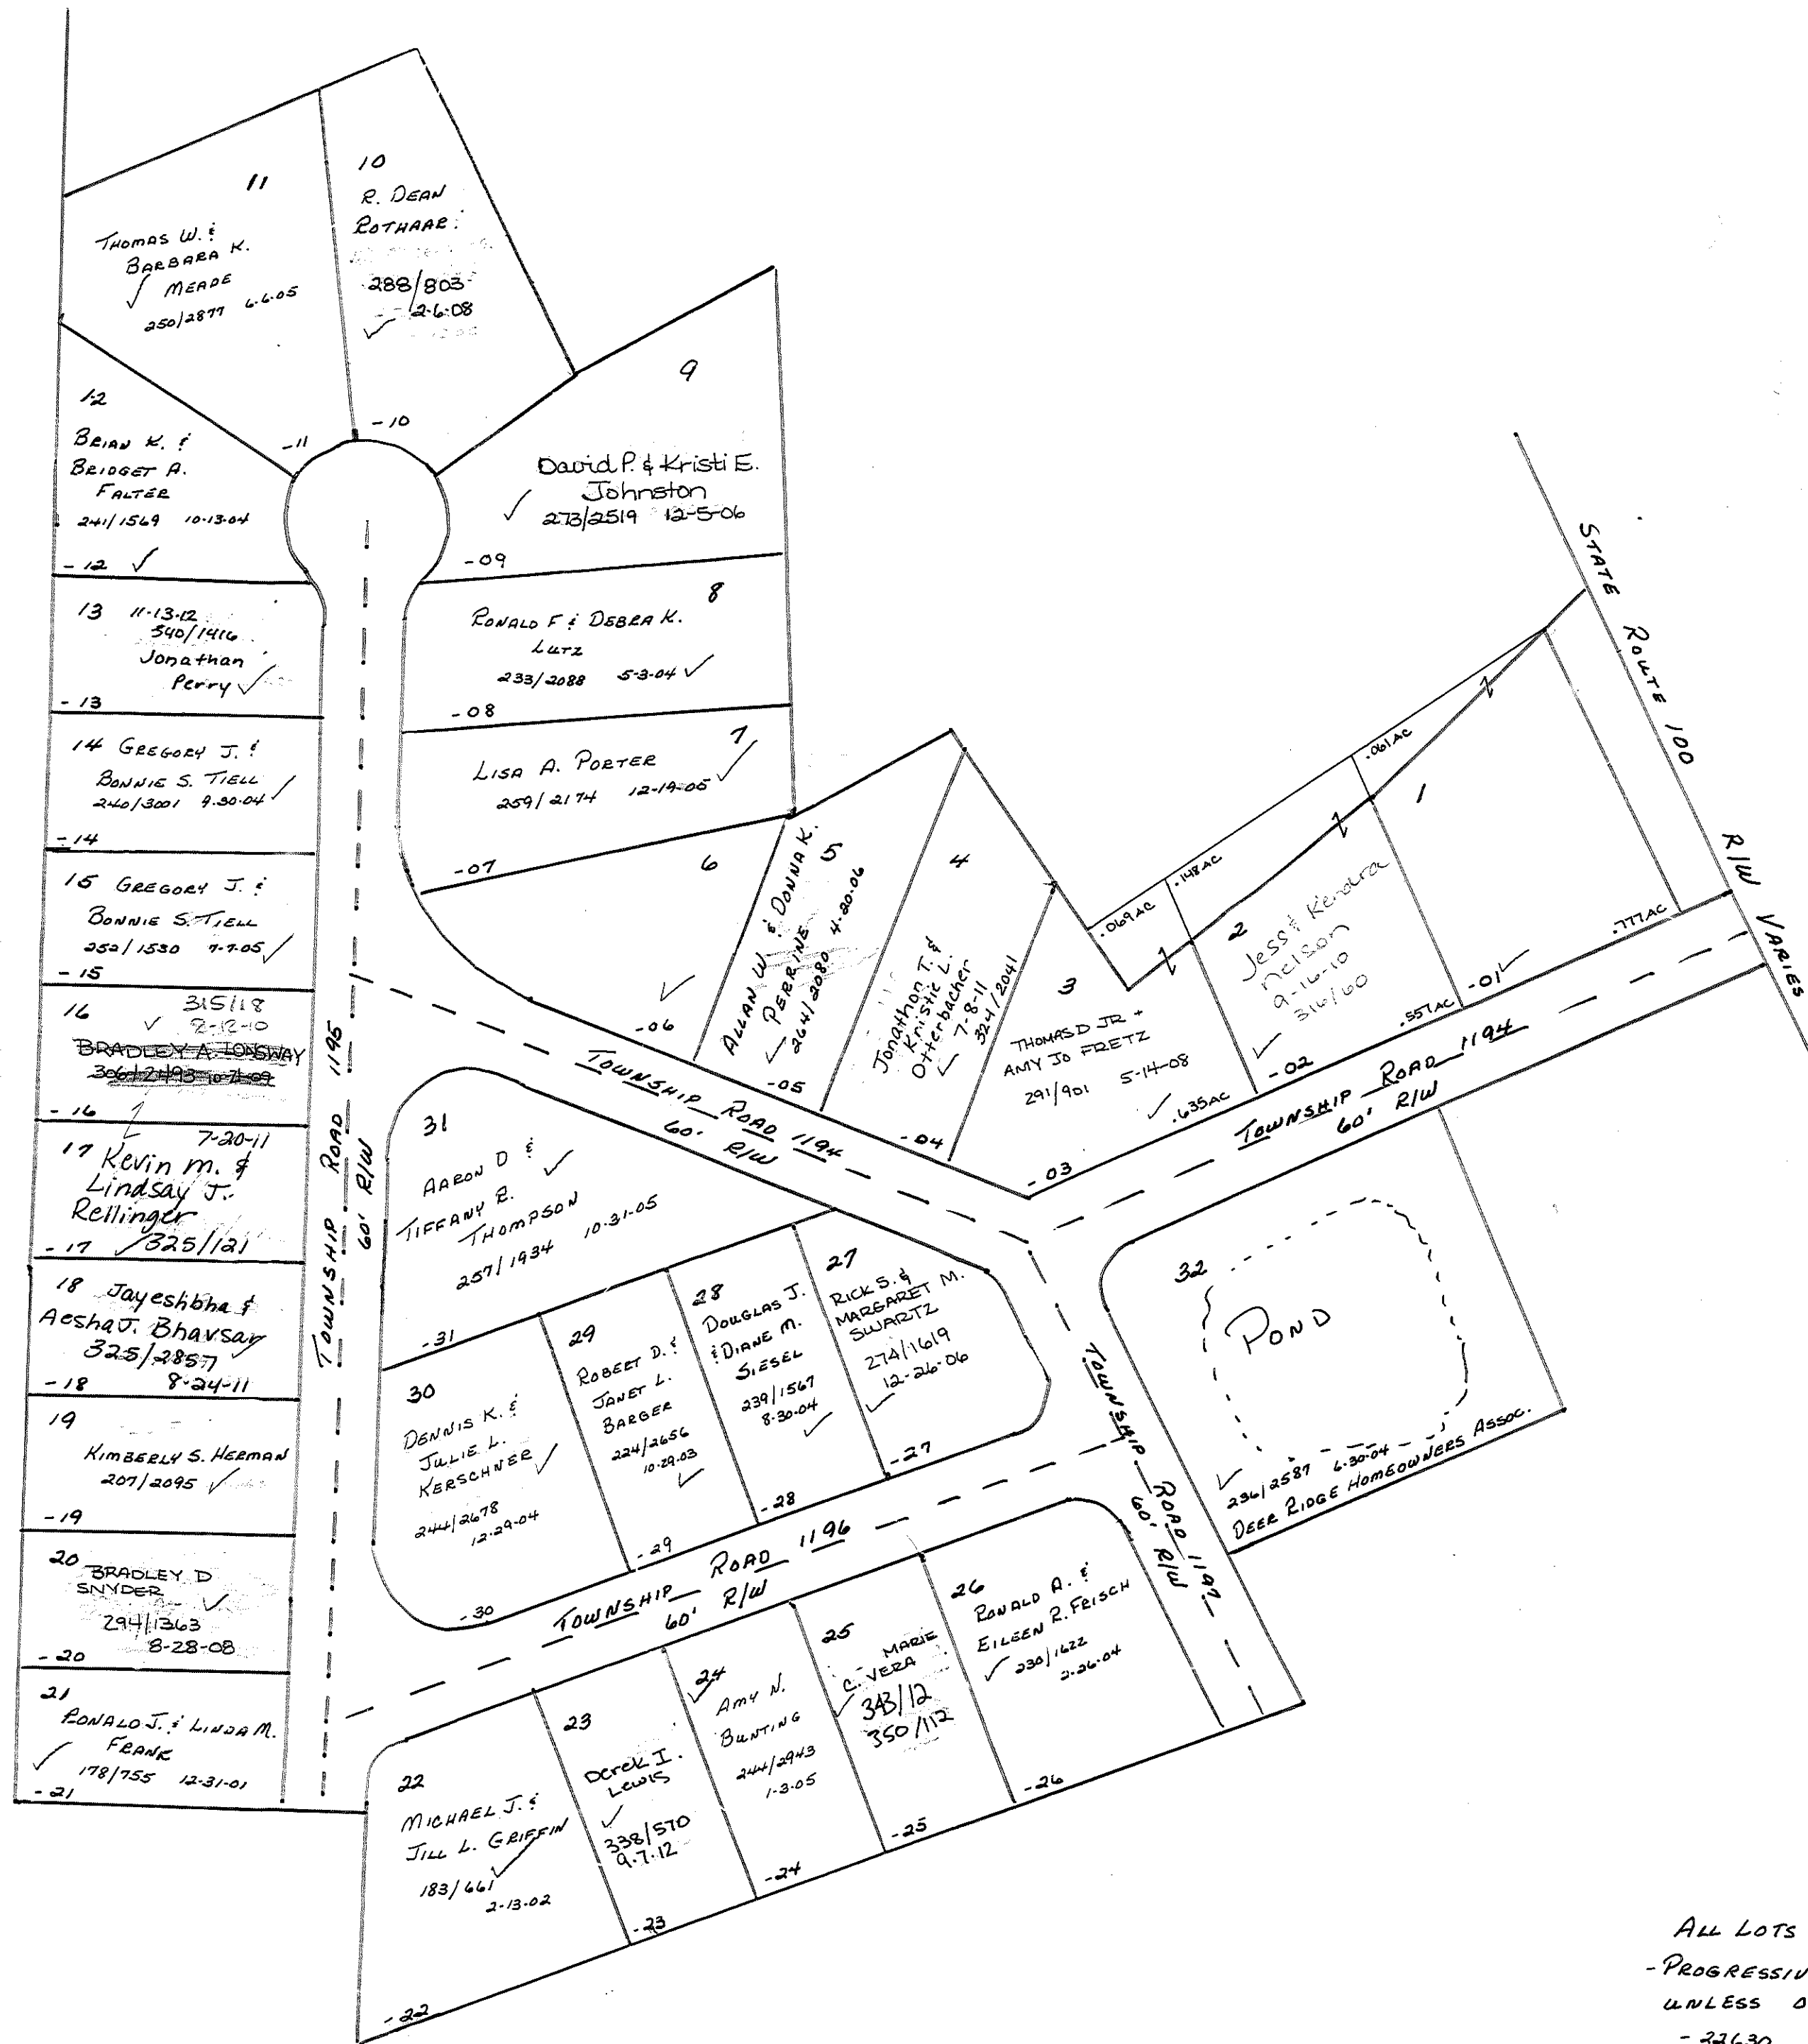 11
THOMAS W. &
BARBARA K.
✓ MEADE
250/2877 6-6-05
-11
10
R. DEAN
ROTHAAR
288/803
2-6-08
✓
-10
9
David P. & Kristi E.
Johnston
✓ 273/2519 12-5-06
-09
12
BRIAN K. &
BRIDGET A.
FALTER
241/1569 10-13-04
-12 ✓
13 11-13-12
340/1416
Jonathan
Perry ✓
-13
8
RONALD F & DEBRA K.
LUTZ
233/2088 5-3-04 ✓
-08
7
LISA A. PORTER ✓
259/2174 12-19-05
-07
14 GREGORY J. &
BONNIE S. TIELL
240/3001 9-30-04 ✓
-14
15 GREGORY J. &
BONNIE S. TIELL
252/1530 7-7-05 ✓
-15
16 315/18
✓ 8-12-10
BRADLEY A. IONSWAY
306/2493 10-7-09
-16
17 7-20-11
Kevin M. &
Lindsay J.
Rellinger
-17 ✓ 325/121
18 Jayeshbha &
Aesha J. Bhavsar
325/2857 ✓
-18 8-24-11
19
KIMBERLY S. HERMAN
207/2095 ✓
-19
20 BRADLEY D
SNYDER ✓
294/1363
8-28-08
-20
21
RONALD J. & LINDA M.
FRANK
✓ 178/755 12-31-01
-21
TOWNSHIP ROAD 1195
60' R/W
6
✓
-06
5
ALLAN W. & DONNA K.
PERRINE
✓ 264/2080 4-20-06
-05
4
Jonathon T. &
Kristie L.
Otterbacher
✓ 7-8-11
324/2041
-04
3
THOMAS D JR +
AMY JO FRETZ
291/901 5-14-08
✓ .635AC
-03
.069AC
.148AC
2
Jess & Kendra
Nelson
9-16-10
316/60
✓
-02
.557AC
.061AC
1
-01 ✓
.777AC
STATE ROUTE 100
R/W VARIES
TOWNSHIP ROAD 1194
60' R/W
TOWNSHIP ROAD 1194
60' R/W
31
AARON D &
TIFFANY R. ✓
THOMPSON
257/1934 10-31-05
-31
30
DENNIS K. &
JULIE L.
KERSCHNER ✓
244/2678
12-29-04
-30
29
ROBERT D. &
JANET L.
BARGER
224/2656
10-29-03
✓
-29
28
DOUGLAS J.
& DIANE M.
SIESEL
239/1567
8-30-04
✓
-28
27
RICK S. &
MARGARET M.
SWARTZ
274/1619
12-26-06
✓
-27
32
POND
✓ 236/2587 6-30-04
DEER RIDGE HOMEOWNERS ASSOC.
TOWNSHIP ROAD 1196
60' R/W
TOWNSHIP ROAD 1197
60' R/W
22
MICHAEL J. &
JILL L. GRIFFIN
✓
183/661
2-13-02
-22
23
Derek I.
Lewis
✓
338/570
9-7-12
-23
24
✓
AMY N.
BUNTING
244/2943
1-3-05
-24
25
MARIE
C. VERA
✓ 343/12
350/112
-25
26
RONALD A. &
EILEEN R. FRISCH
✓ 230/1622
2-26-04
-26
ALL LOTS
-PROGRESSIV
UNLESS O
- 22630